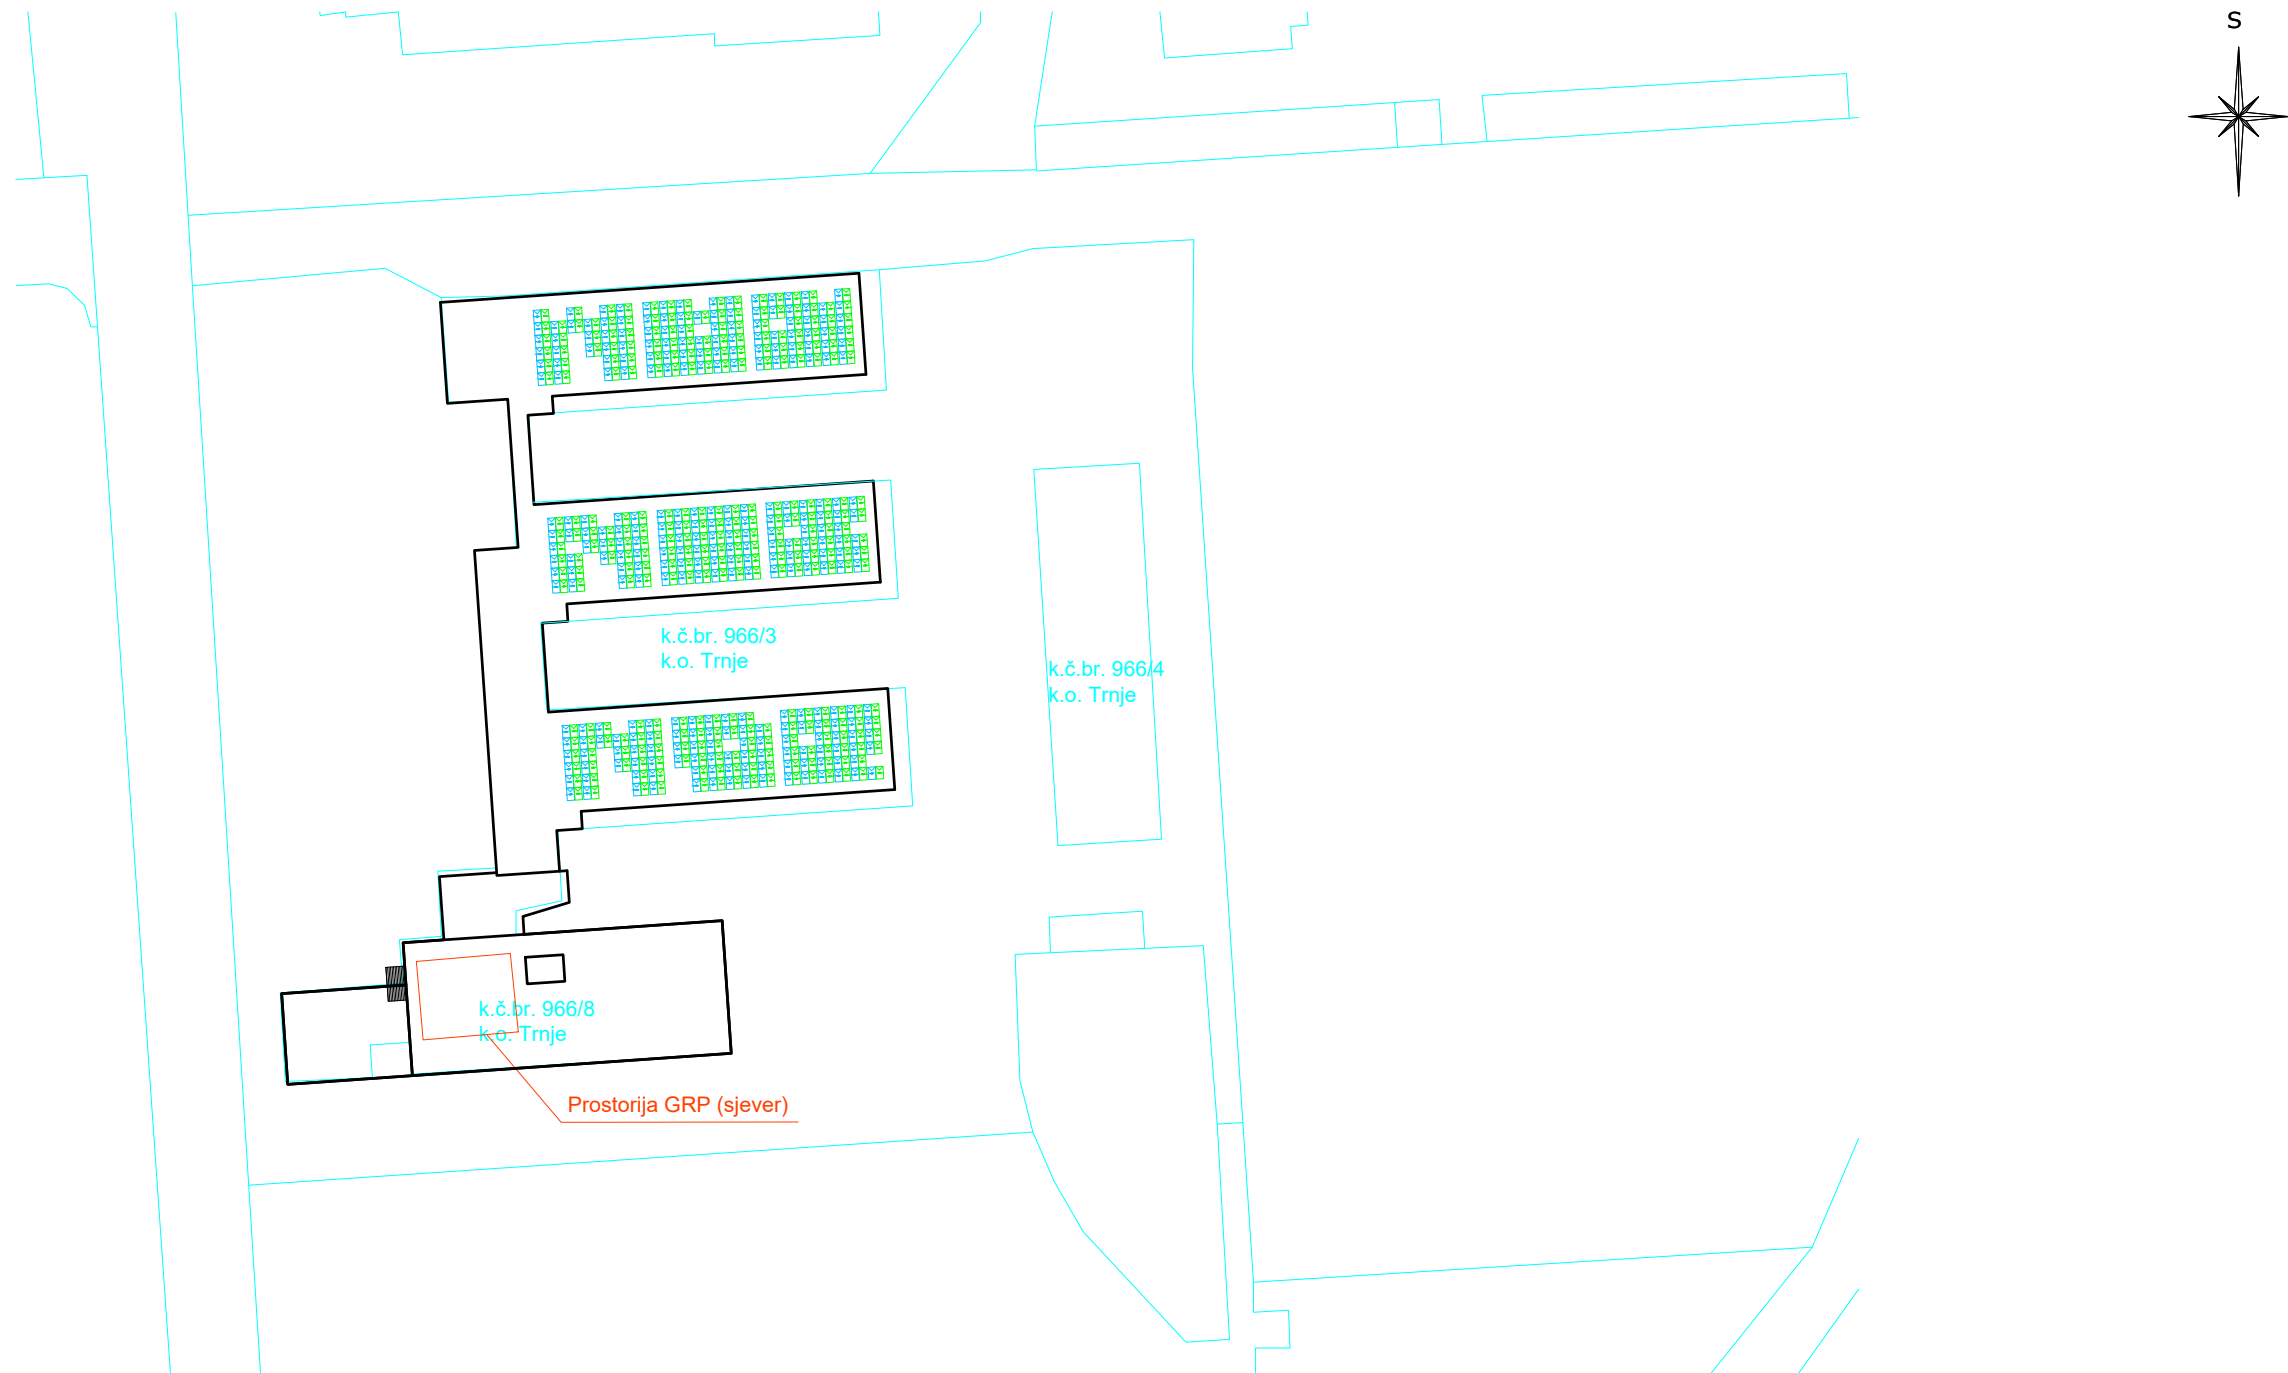 S
k.č.br. 966/3
k.o. Trnje
k.č.br. 966/4
k.o. Trnje
k.č.br. 966/8
k.o. Trnje
Prostorija GRP (sjever)